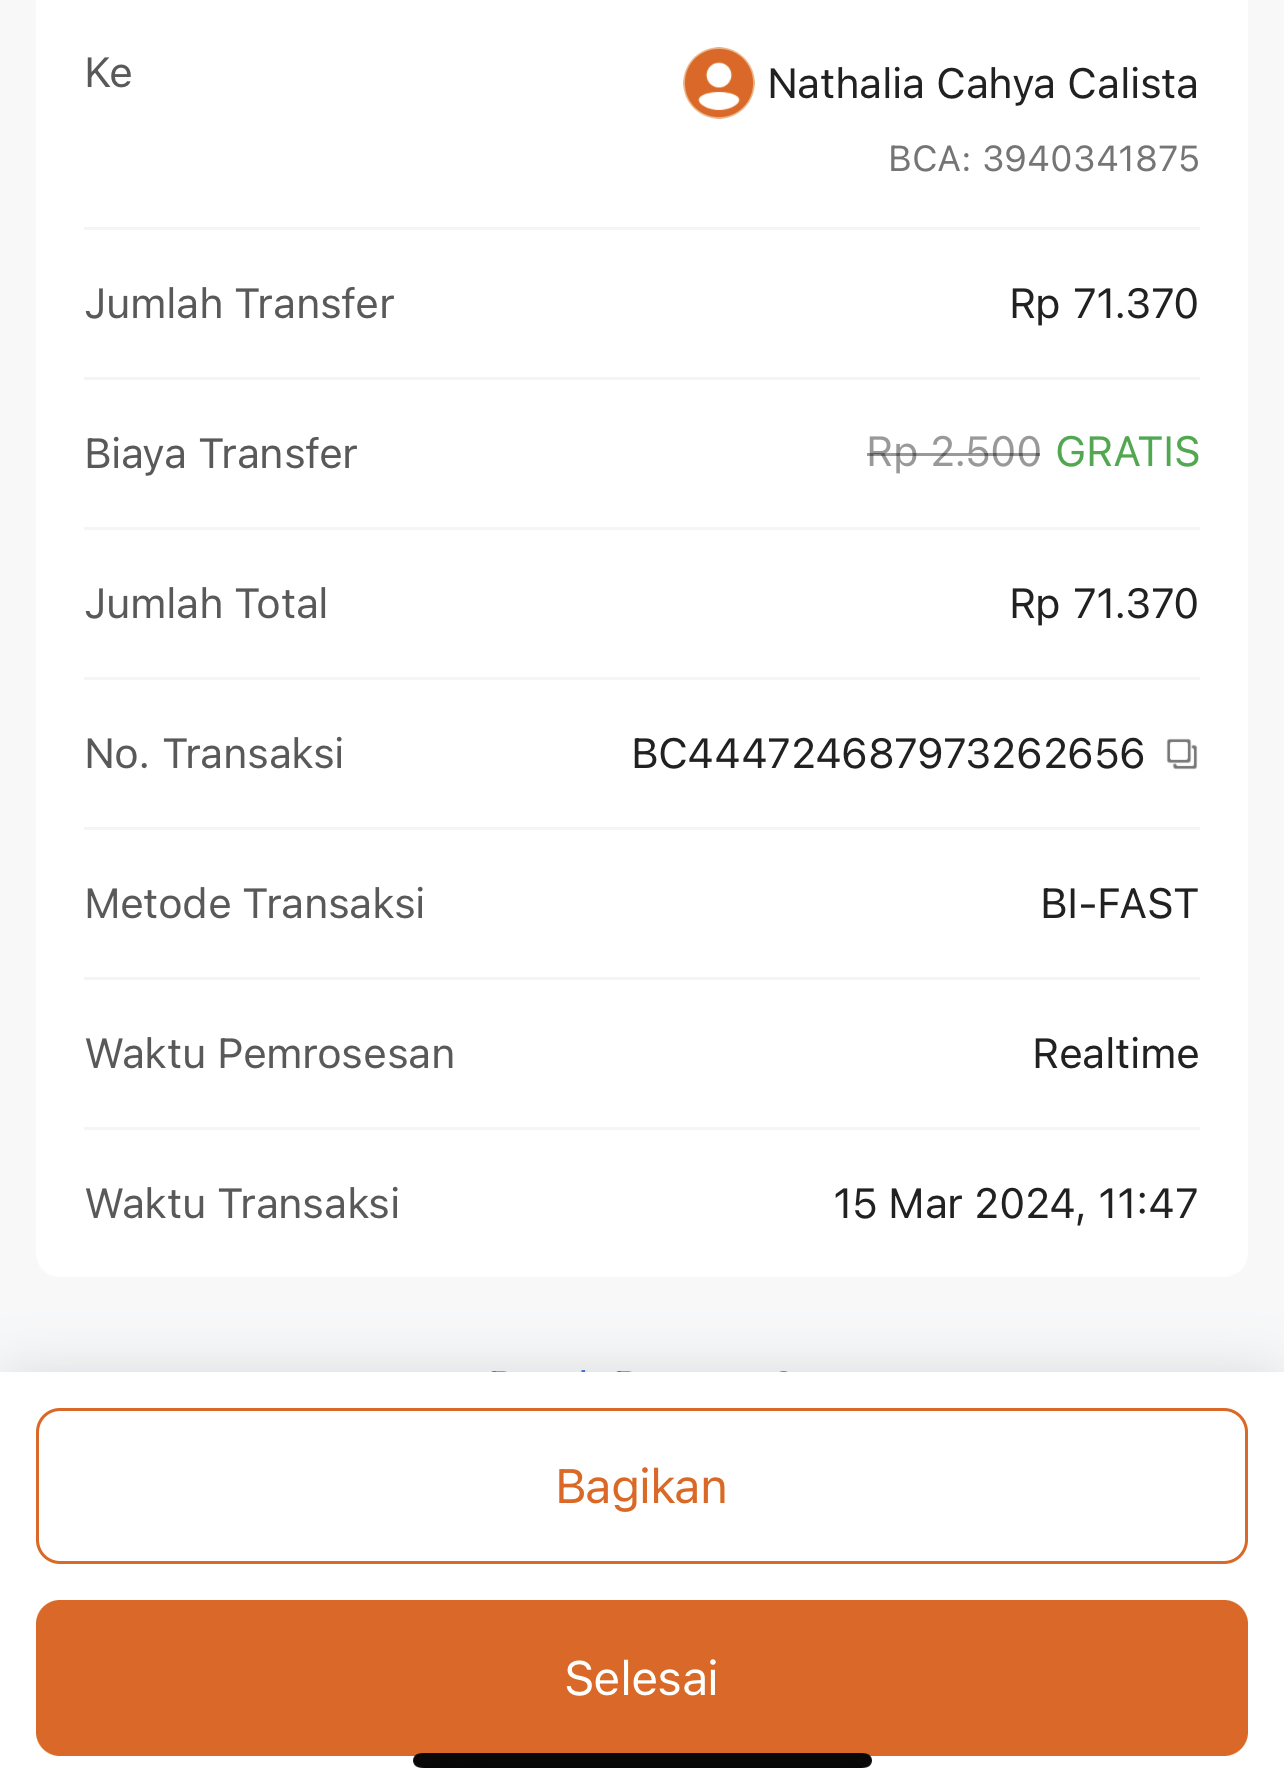 Ke
Nathalia Cahya Calista
BCA: 3940341875
Jumlah Transfer Rp 71.370
Biaya Transfer Rp 2.500 GRATIS
Jumlah Total Rp 71.370
No. Transaksi BC444724687973262656
Metode Transaksi BI-FAST
Waktu Pemrosesan Realtime
Waktu Transaksi 15 Mar 2024, 11:47
Bagikan
Selesai